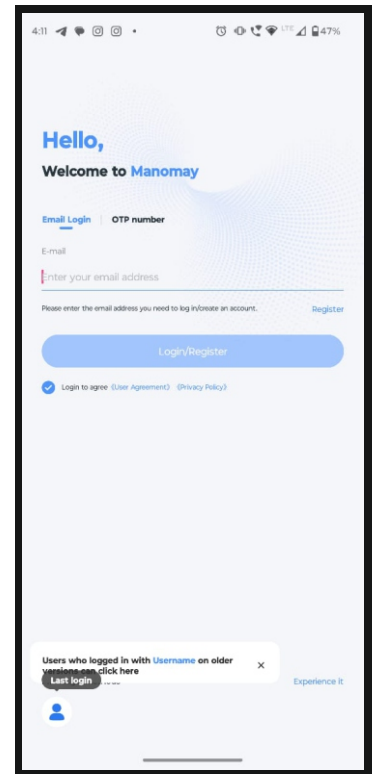 4:11 LTE 47%
Hello,
Welcome to Manomay
Email Login | OTP number
E-mail
Enter your email address
Please enter the email address you need to log in/create an account. Register
Login/Register
Login to agree 《User Agreement》 《Privacy Policy》
Users who logged in with Username on older
versions can click here
Last login
Experience it